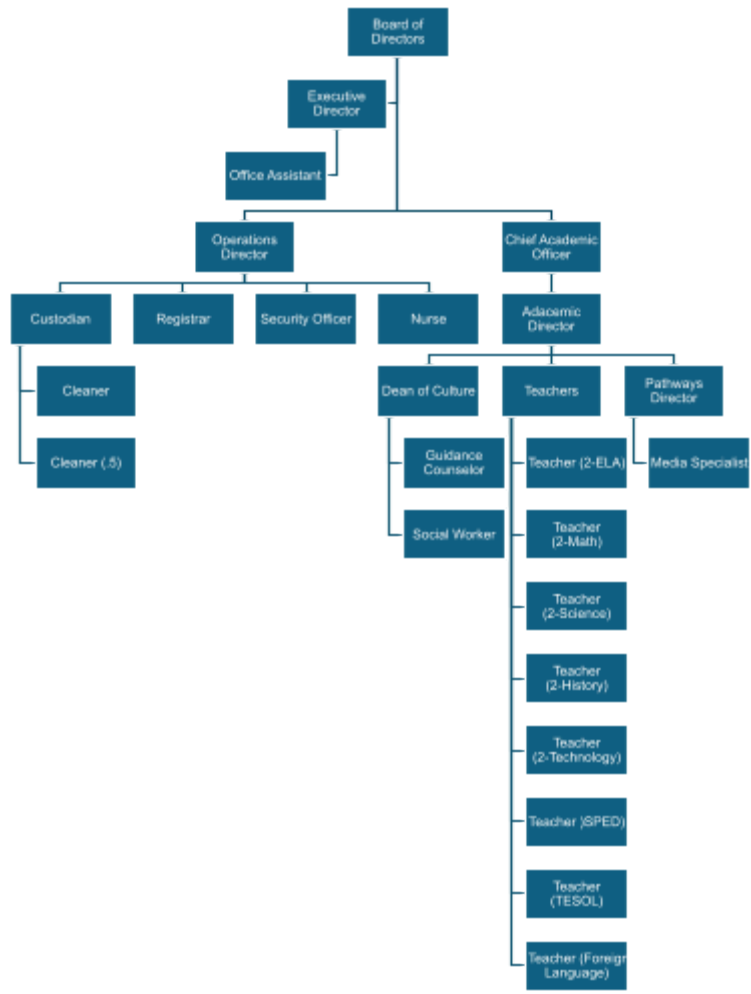 Board of
Directors
Executive
Director
Office Assistant
Operations
Director
Chief Academic
Officer
Custodian
Registrar
Security Officer
Nurse
Adacemic
Director
Cleaner
Dean of Culture
Teachers
Pathways
Director
Cleaner (.5)
Guidance
Counselor
Teacher (2-ELA)
Media Specialist
Social Worker
Teacher
(2-Math)
Teacher
(2-Science)
Teacher
(2-History)
Teacher
(2-Technology)
Teacher )SPED)
Teacher
(TESOL)
Teacher (Foreign
Language)